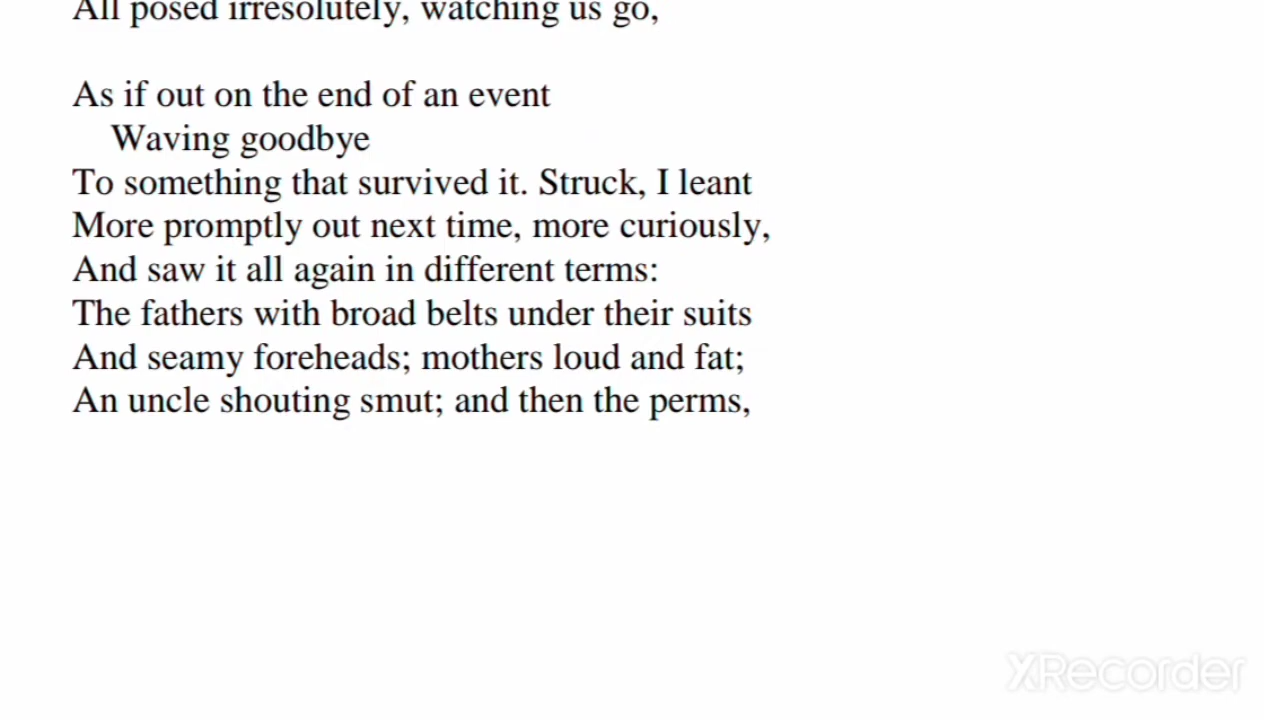 All posed irresolutely, watching us go,
As if out on the end of an event
Waving goodbye
To something that survived it. Struck, I leant
More promptly out next time, more curiously,
And saw it all again in different terms:
The fathers with broad belts under their suits
And seamy foreheads; mothers loud and fat;
An uncle shouting smut; and then the perms,
XRecorder